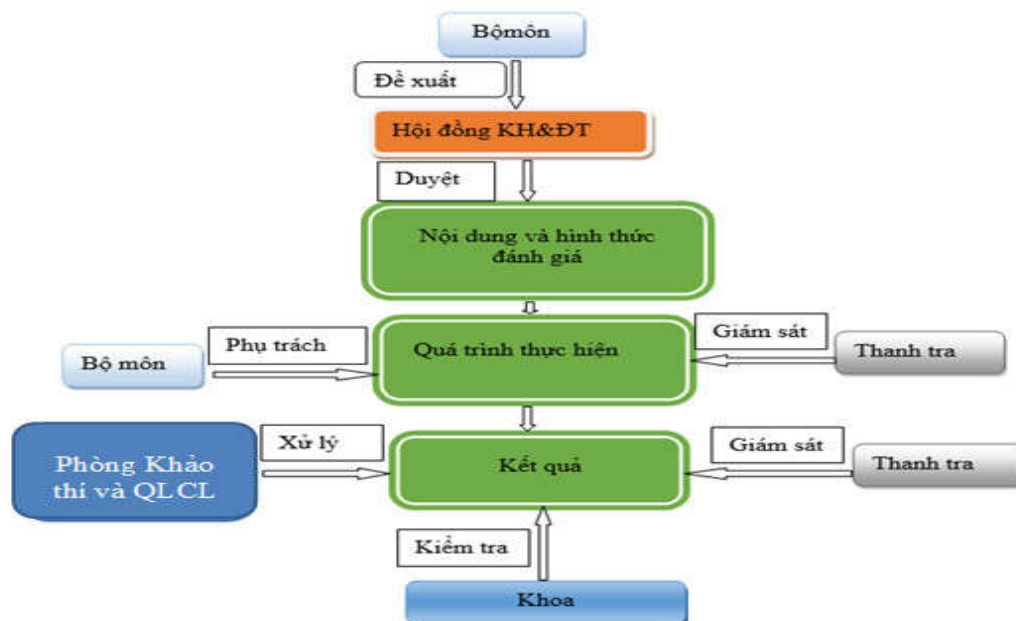 Bộmôn
Đề xuất
Hội đồng KH&ĐT
Duyệt
Nội dung và hình thức
đánh giá
Giám sát
Phụ trách
Quá trình thực hiện
Thanh tra
Bộ môn
Xử lý
Giám sát
Phòng Khảo
thí và QLCL
Kết quả
Thanh tra
Kiểm tra
Khoa